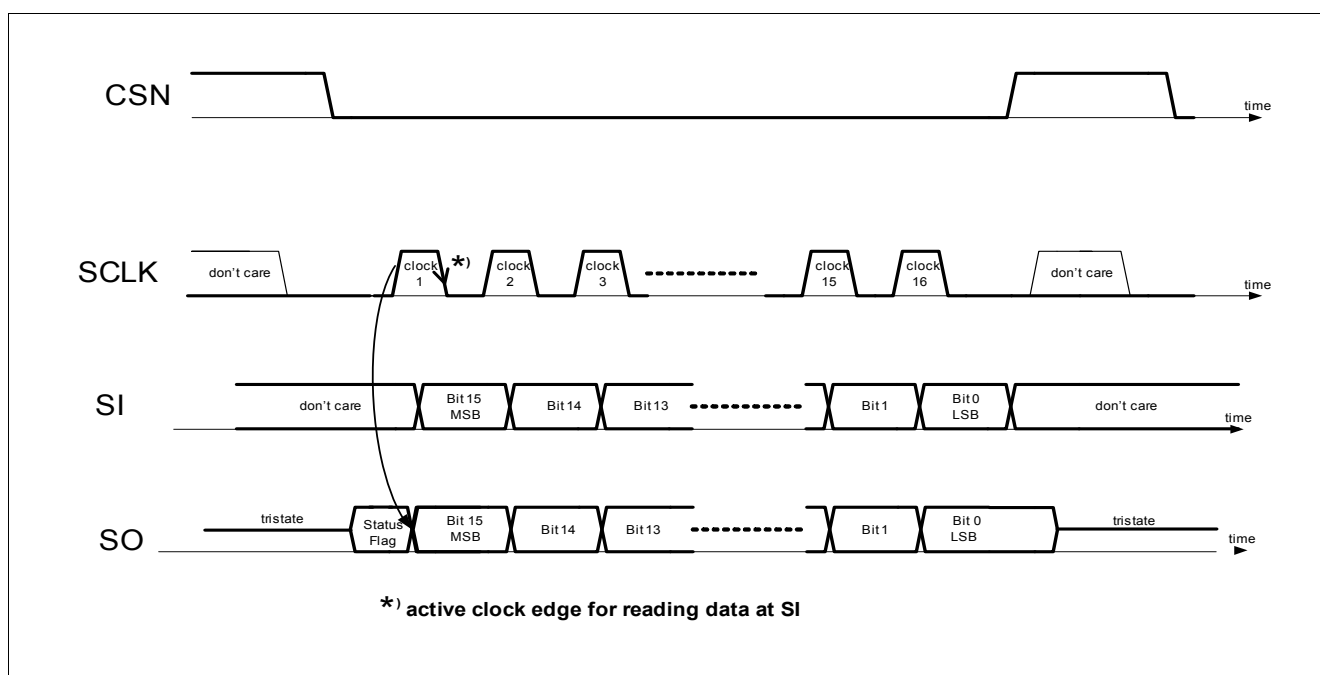 CSN
time
SCLK
don't care
clock
1
*)
clock
2
clock
3
clock
15
clock
16
don't care
time
SI
don't care
Bit 15
MSB
Bit 14
Bit 13
Bit 1
Bit 0
LSB
don't care
time
SO
tristate
Status
Flag
Bit 15
MSB
Bit 14
Bit 13
Bit 1
Bit 0
LSB
tristate
time
*) active clock edge for reading data at SI